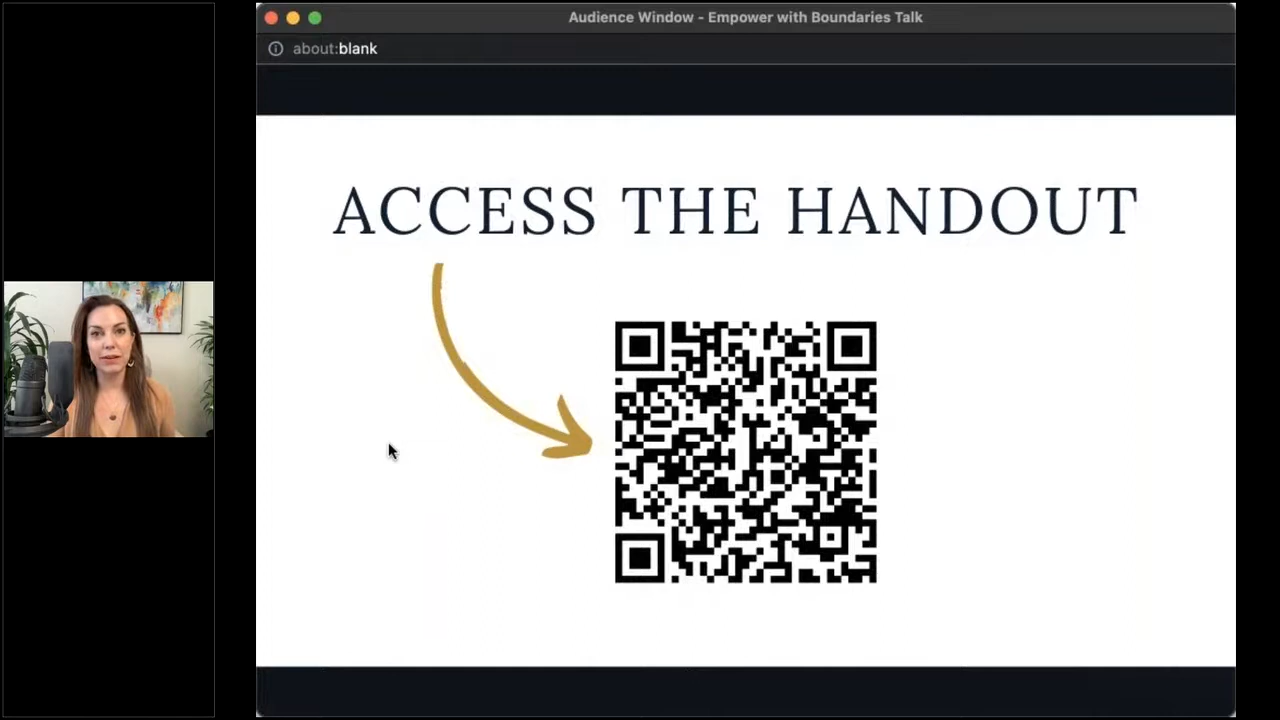 Audience Window - Empower with Boundaries Talk
about:blank
ACCESS THE HANDOUT